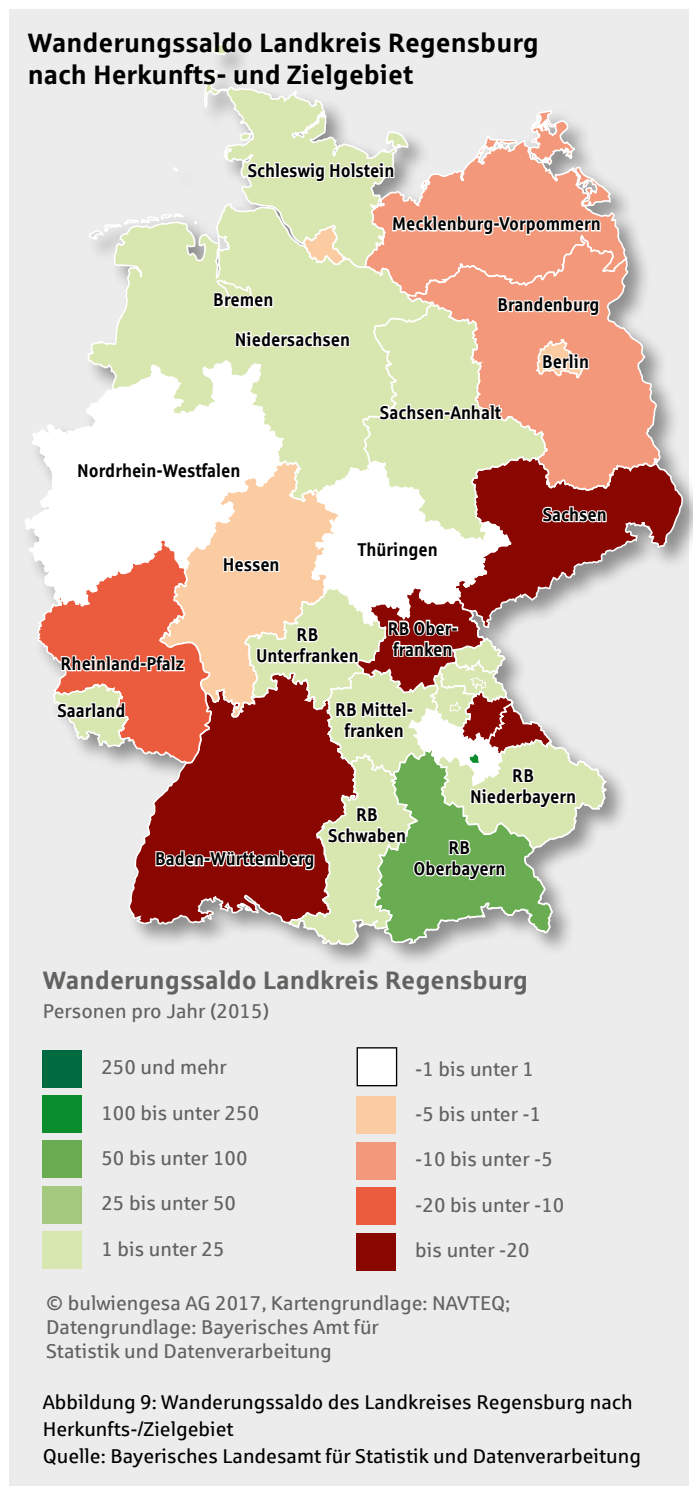 Wanderungssaldo Landkreis Regensburg
nach Herkunfts- und Zielgebiet
Schleswig Holstein
Mecklenburg-Vorpommern
Bremen
Brandenburg
Niedersachsen
Berlin
Sachsen-Anhalt
Nordrhein-Westfalen
Sachsen
Thüringen
Hessen
RB Ober-
franken
RB
Unterfranken
Rheinland-Pfalz
Saarland
RB Mittel-
franken
RB
Niederbayern
RB
Schwaben
RB
Oberbayern
Baden-Württemberg
Wanderungssaldo Landkreis Regensburg
Personen pro Jahr (2015)
250 und mehr
100 bis unter 250
50 bis unter 100
25 bis unter 50
1 bis unter 25
-1 bis unter 1
-5 bis unter -1
-10 bis unter -5
-20 bis unter -10
bis unter -20
© bulwiengesa AG 2017, Kartengrundlage: NAVTEQ;
Datengrundlage: Bayerisches Amt für
Statistik und Datenverarbeitung
Abbildung 9: Wanderungssaldo des Landkreises Regensburg nach
Herkunfts-/Zielgebiet
Quelle: Bayerisches Landesamt für Statistik und Datenverarbeitung